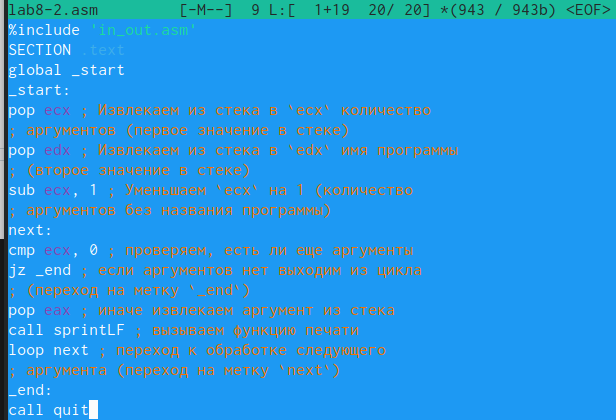 lab8-2.asm [-M--] 9 L:[ 1+19 20/ 20] *(943 / 943b) <EOF>
%include 'in_out.asm'
SECTION .text
global _start
_start:
pop ecx ; Извлекаем из стека в `ecx` количество
; аргументов (первое значение в стеке)
pop edx ; Извлекаем из стека в `edx` имя программы
; (второе значение в стеке)
sub ecx, 1 ; Уменьшаем `ecx` на 1 (количество
; аргументов без названия программы)
next:
cmp ecx, 0 ; проверяем, есть ли еще аргументы
jz _end ; если аргументов нет выходим из цикла
; (переход на метку `_end`)
pop eax ; иначе извлекаем аргумент из стека
call sprintLF ; вызываем функцию печати
loop next ; переход к обработке следующего
; аргумента (переход на метку `next`)
_end:
call quit